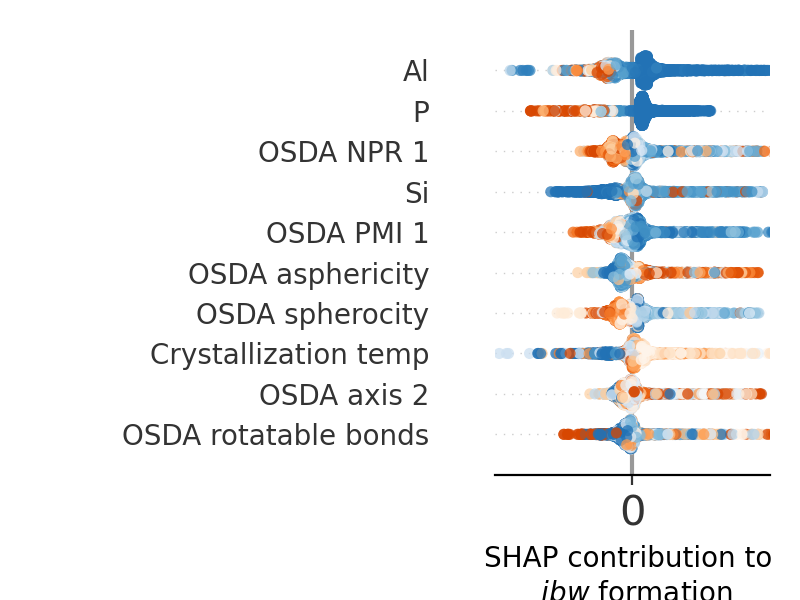 Al
P
OSDA NPR 1
Si
OSDA PMI 1
OSDA asphericity
OSDA spherocity
Crystallization temp
OSDA axis 2
OSDA rotatable bonds
0
SHAP contribution to
ibw formation